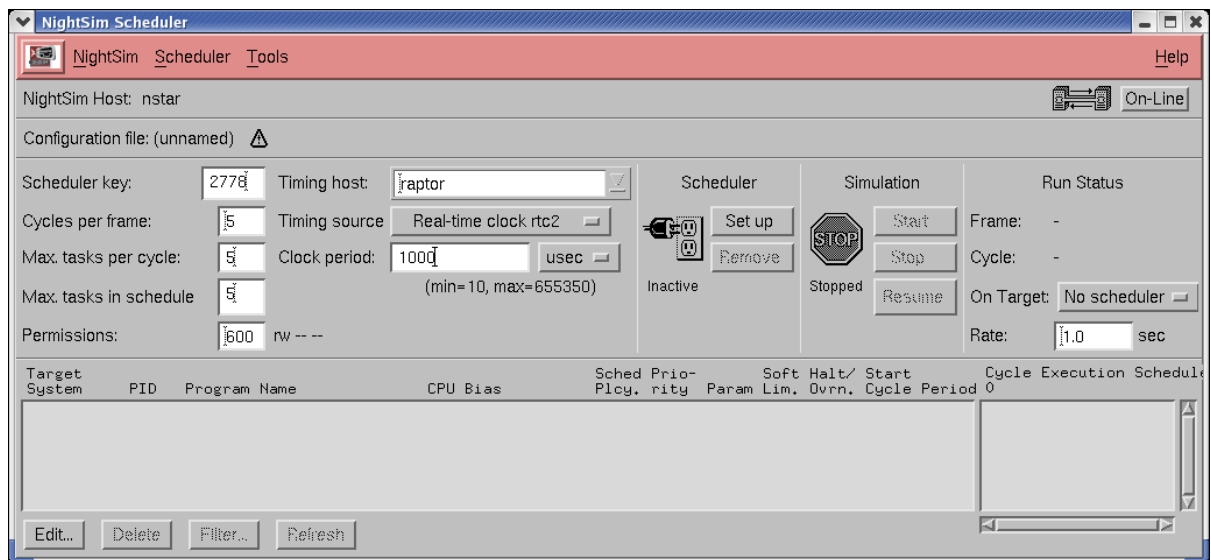 NightSim Scheduler
NightSim Scheduler Tools Help
NightSim Host: nstar On-Line
Configuration file: (unnamed)
Scheduler key: 2778 Timing host: raptor Scheduler Simulation Run Status
Cycles per frame: 5 Timing source Real-time clock rtc2 Set up STOP Start Frame: -
Max. tasks per cycle: 5 Clock period: 1000 usec Remove Stop Cycle: -
(min=10, max=655350)
Max. tasks in schedule 5 Inactive Stopped Resume On Target: No scheduler
Permissions: 600 rw -- -- Rate: 1.0 sec
Target Sched Prio- Soft Halt/ Start Cycle Execution Schedule
System PID Program Name CPU Bias Plcy. rity Param Lim. Ovrn. Cycle Period 0
Edit... Delete Filter... Refresh